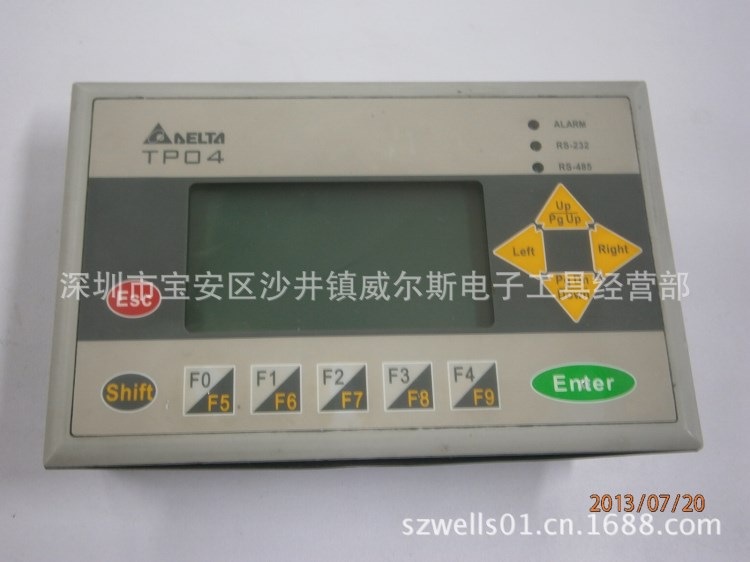 DELTA
TP04
ALARM
RS-232
RS-485
Up
Pg Up
Left
Right
深圳市宝安区沙井镇威尔斯电子工具经营部
Esc
Shift
F0 F5
F1 F6
F2 F7
F3 F8
F4 F9
Enter
2013/07/20
szwells01.cn.1688.com